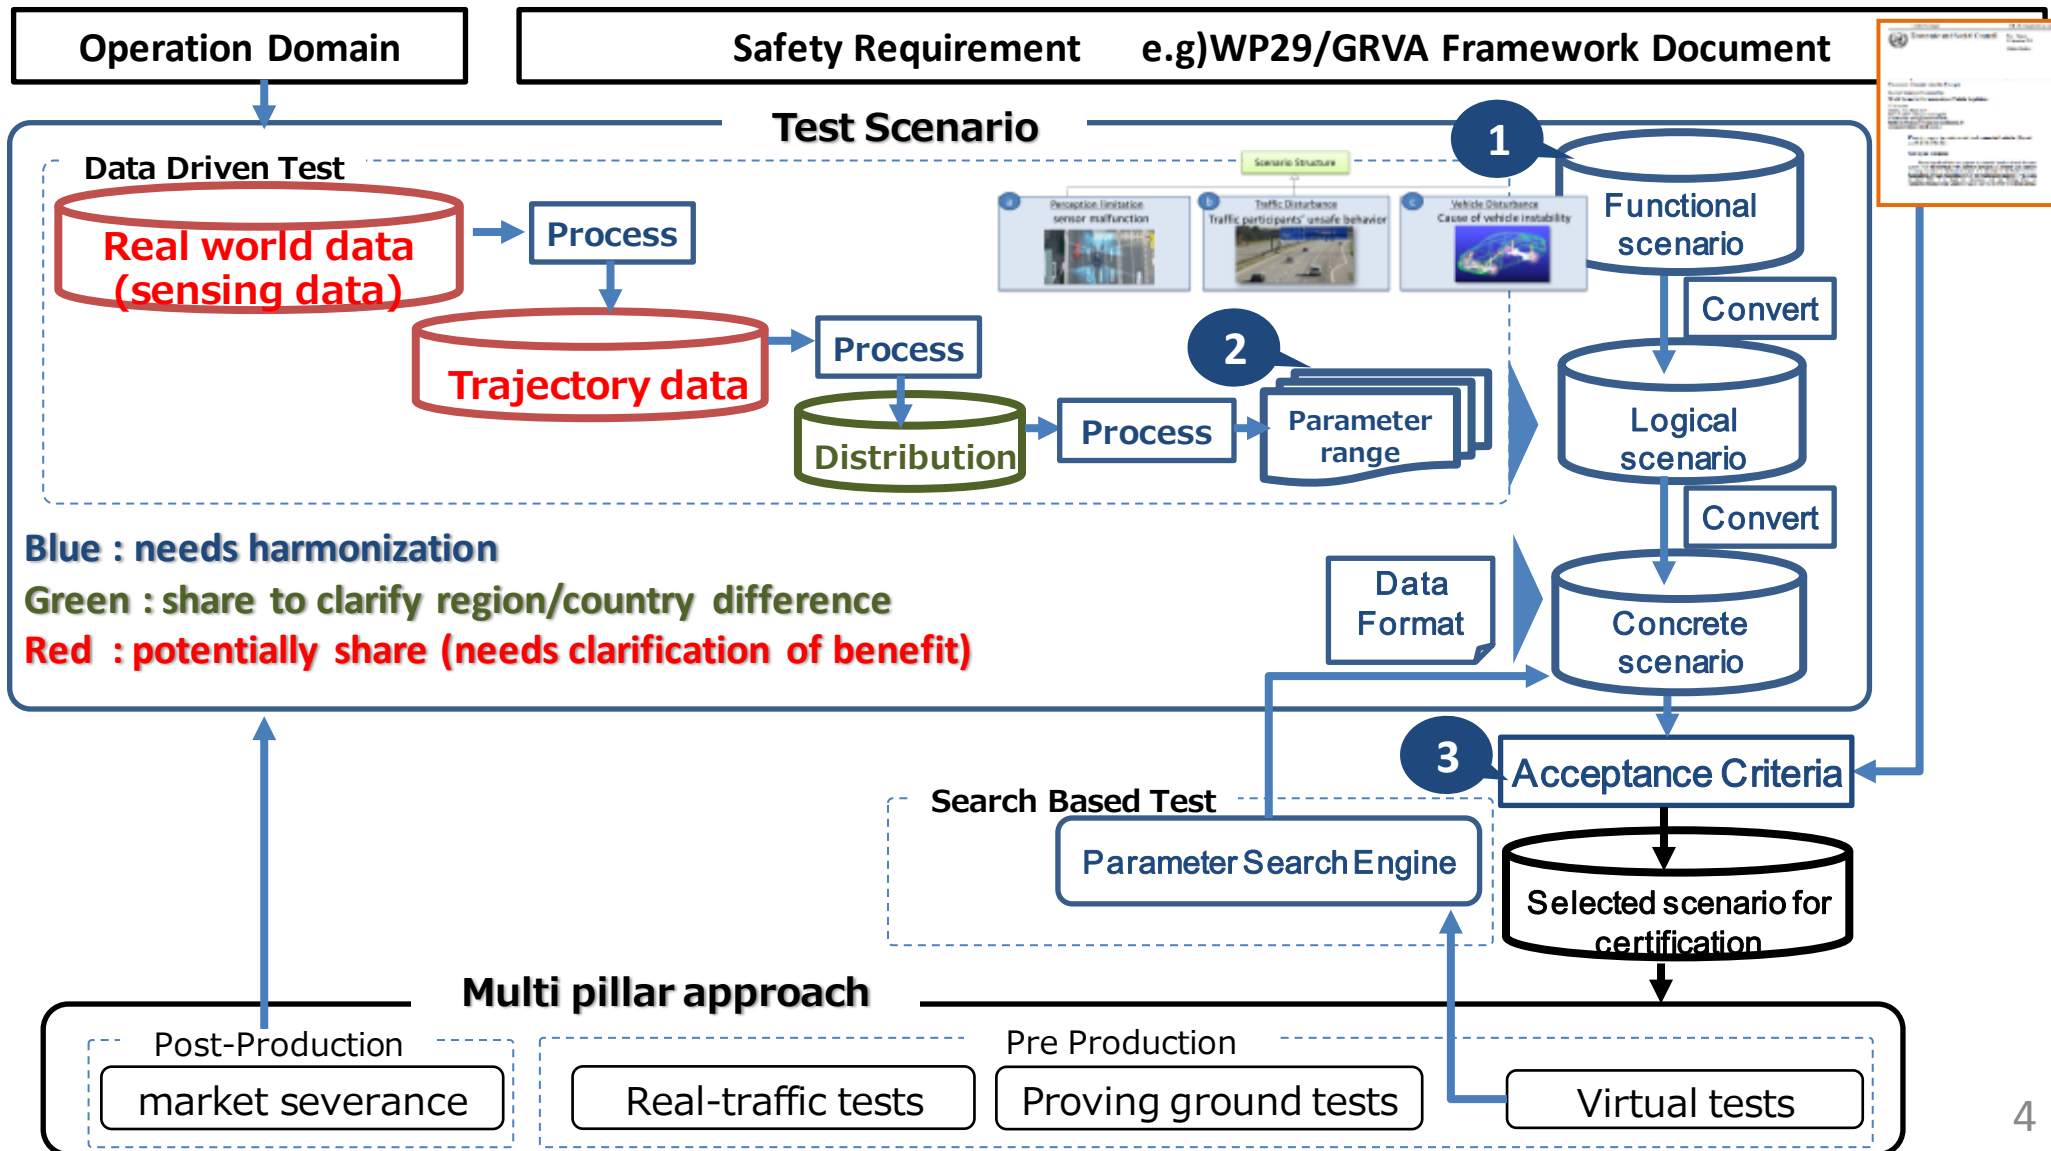 Operation Domain
Safety Requirement e.g)WP29/GRVA Framework Document
Economic and Social Council
Test Scenario
1
Data Driven Test
Scenario Structure
Real world data
(sensing data)
Process
a
Perception limitation
sensor malfunction
b
Traffic Disturbance
Traffic participants' unsafe behavior
c
Vehicle Disturbance
Cause of vehicle instability
Functional
scenario
Convert
Trajectory data
Process
2
Distribution
Process
Parameter
range
Logical
scenario
Convert
Blue : needs harmonization
Green : share to clarify region/country difference
Red : potentially share (needs clarification of benefit)
Data
Format
Concrete
scenario
3
Acceptance Criteria
Search Based Test
Parameter Search Engine
Selected scenario for
certification
Multi pillar approach
Post-Production
market severance
Pre Production
Real-traffic tests
Proving ground tests
Virtual tests
4